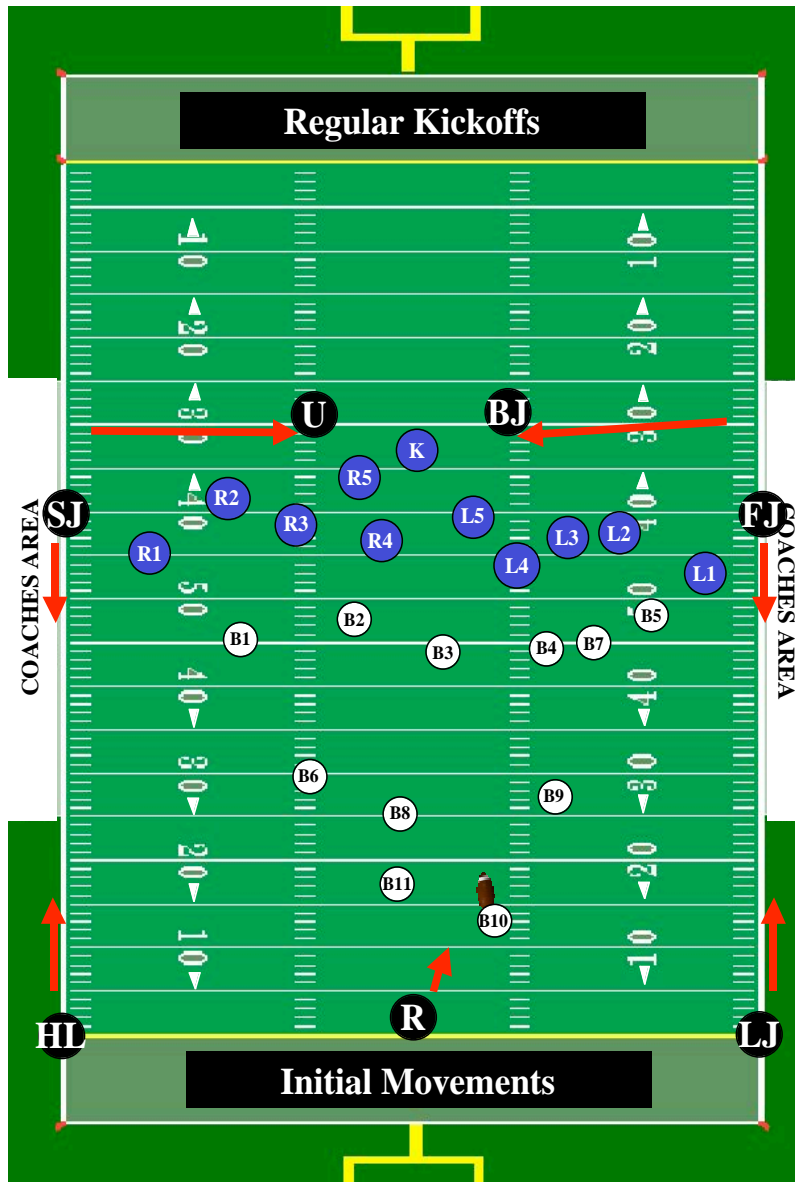 Regular Kickoffs
10
10
20
20
30
30
U
BJ
K
R5
R2
40
40
SJ
FJ
R3
L5
R4
L3
L2
R1
L4
L1
COACHES AREA
COACHES AREA
50
50
B5
B2
B1
B3
B4
B7
40
40
30
30
B6
B9
B8
20
20
B11
B10
10
10
R
HL
LJ
Initial Movements